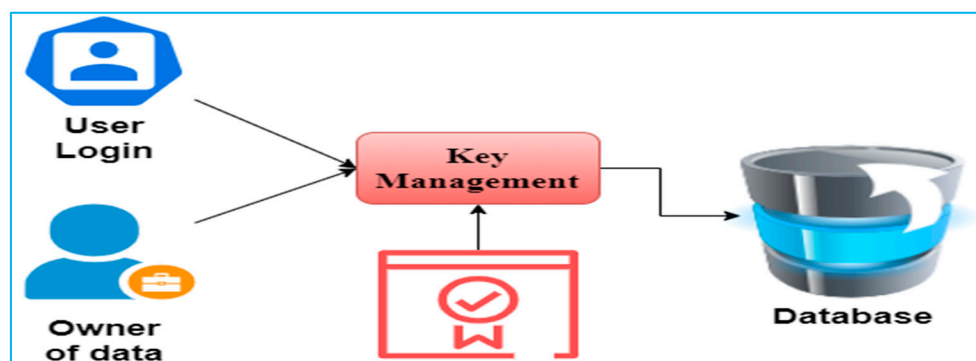 User
Login
Key
Management
Owner
of data
Database